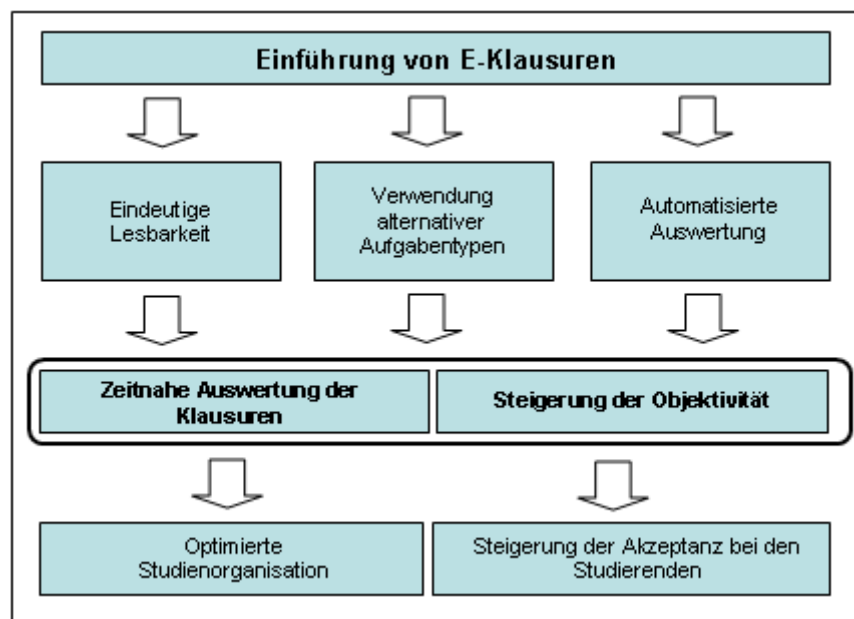 Einführung von E-Klausuren
Eindeutige
Lesbarkeit
Verwendung
alternativer
Aufgabentypen
Automatisierte
Auswertung
Zeitnahe Auswertung der
Klausuren
Steigerung der Objektivität
Optimierte
Studienorganisation
Steigerung der Akzeptanz bei den
Studierenden